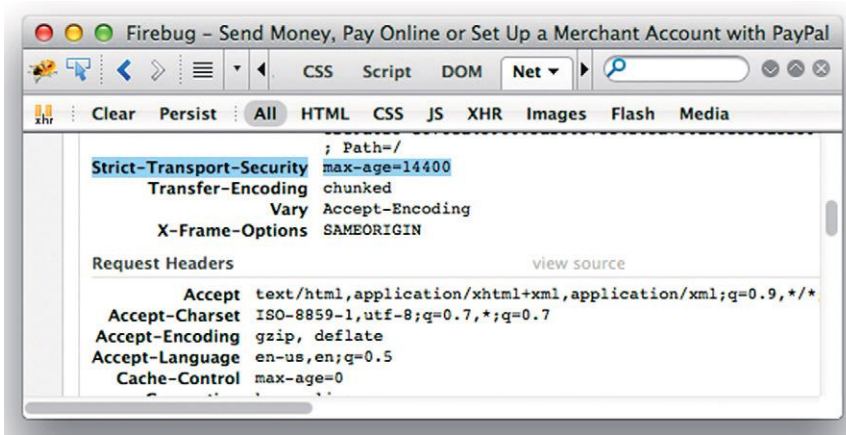 Firebug – Send Money, Pay Online or Set Up a Merchant Account with PayPal
CSS Script DOM Net
xhr Clear Persist All HTML CSS JS XHR Images Flash Media
; Path=/
Strict-Transport-Security max-age=14400
Transfer-Encoding chunked
Vary Accept-Encoding
X-Frame-Options SAMEORIGIN
Request Headers view source
Accept text/html,application/xhtml+xml,application/xml;q=0.9,*/*
Accept-Charset ISO-8859-1,utf-8;q=0.7,*;q=0.7
Accept-Encoding gzip, deflate
Accept-Language en-us,en;q=0.5
Cache-Control max-age=0